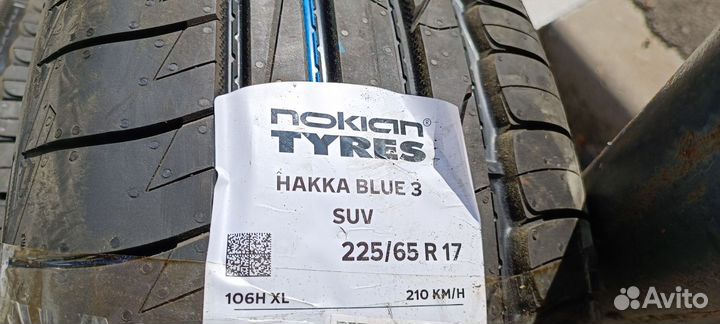 nokian®
TYRES
HAKKA BLUE 3
SUV
225/65 R 17
106H XL
210 KM/H
Avito